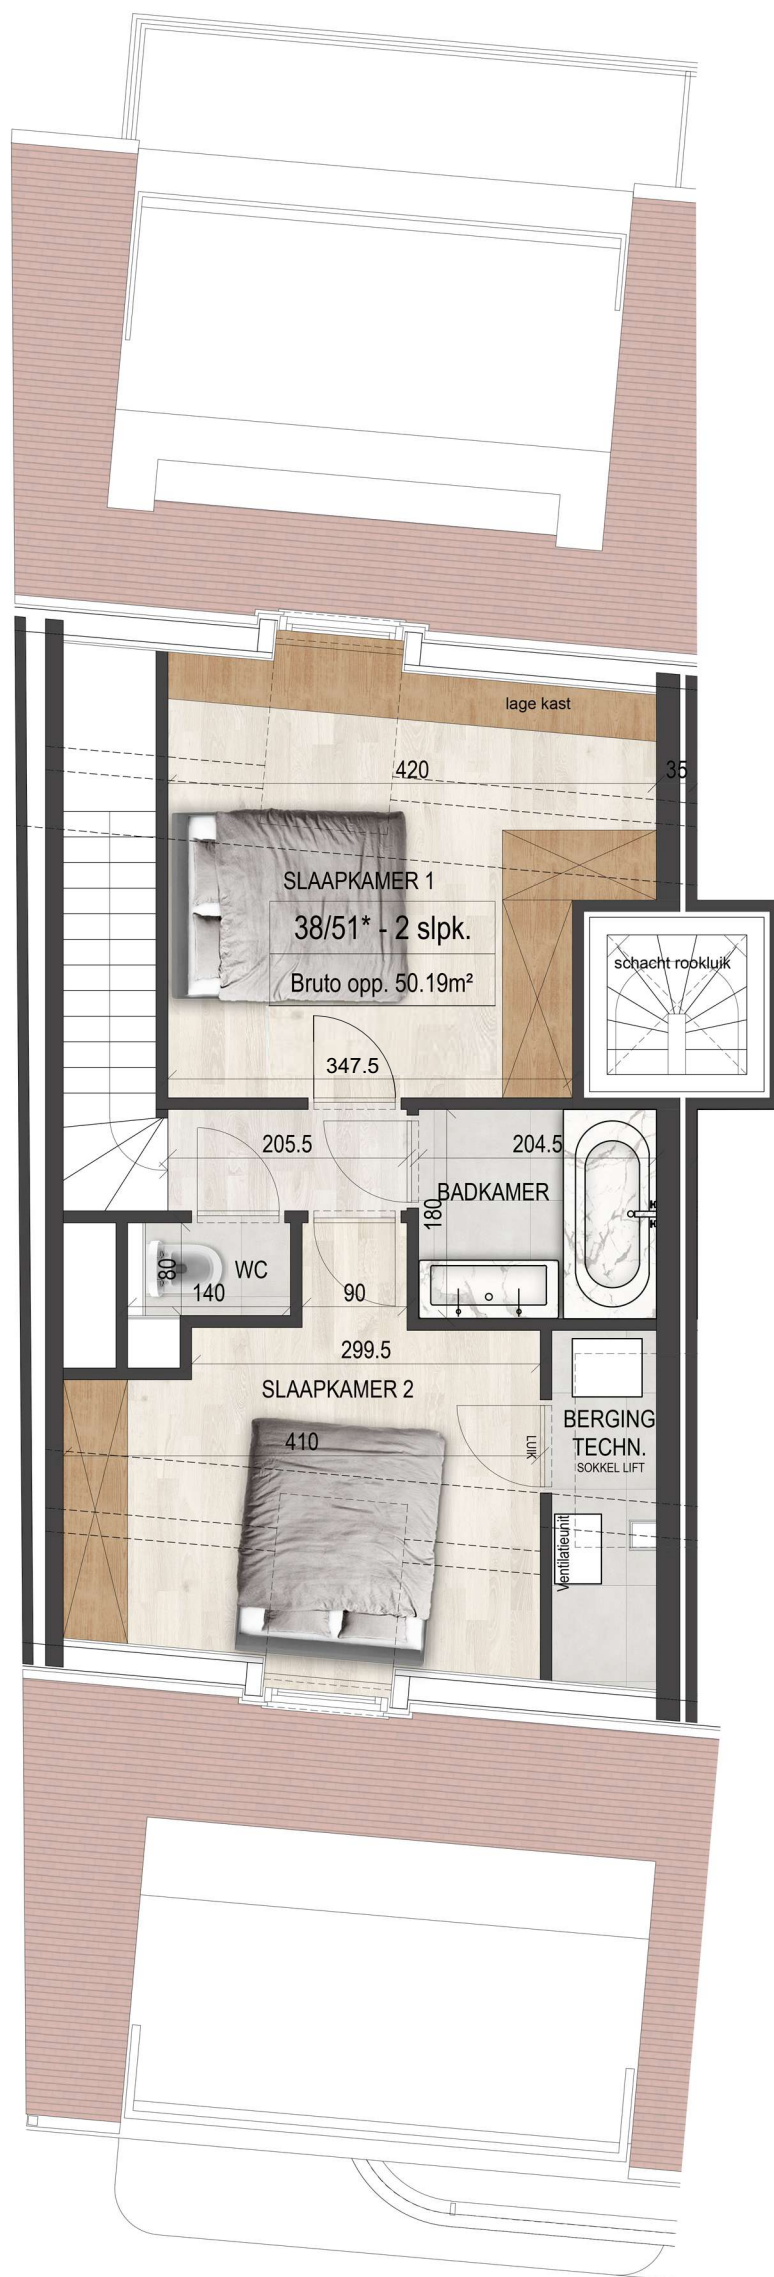 lage kast
420
35
SLAAPKAMER 1
38/51* - 2 slpk.
Bruto opp. 50.19m²
schacht rookluik
347.5
205.5
204.5
BADKAMER
180
80
WC
140
90
299.5
SLAAPKAMER 2
410
LUIK
BERGING
TECHN.
SOKKEL LIFT
Ventilatieunit